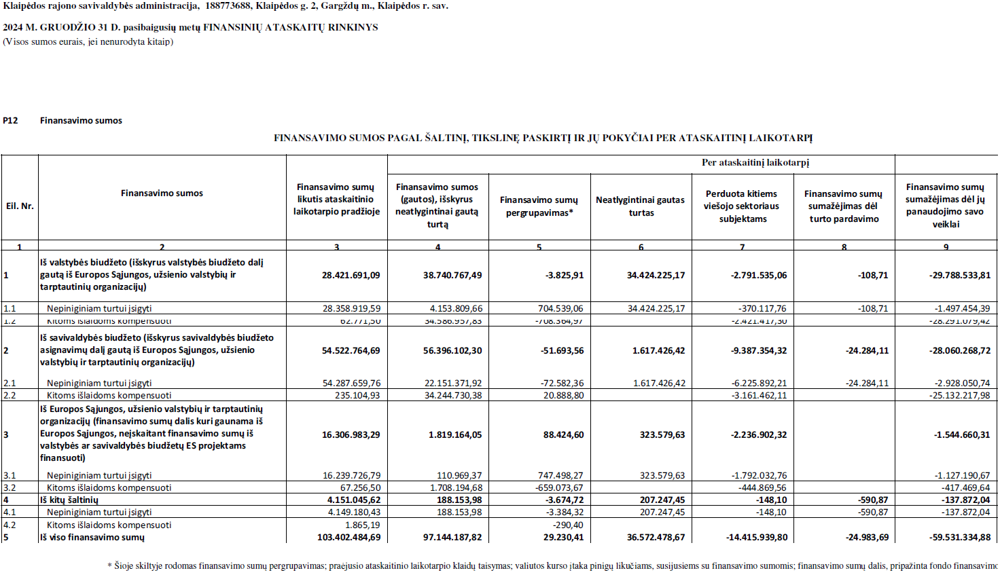 Klaipėdos rajono savivaldybės administracija, 188773688, Klaipėdos g. 2, Gargždų m., Klaipėdos r. sav.
2024 M. GRUODŽIO 31 D. pasibaigusių metų FINANSINIŲ ATASKAITŲ RINKINYS
(Visos sumos eurais, jei nenurodyta kitaip)
P12 Finansavimo sumos
FINANSAVIMO SUMOS PAGAL ŠALTINĮ, TIKSLINĘ PASKIRTĮ IR JŲ POKYČIAI PER ATASKAITINĮ LAIKOTARPĮ
Per ataskaitinį laikotarpį
Eil. Nr.
Finansavimo sumos
Finansavimo sumų
likutis ataskaitinio
laikotarpio pradžioje
Finansavimo sumos
(gautos), išskyrus
neatlygintinai gautą
turtą
Finansavimo sumų
pergrupavimas*
Neatlygintinai gautas
turtas
Perduota kitiems
viešojo sektoriaus
subjektams
Finansavimo sumų
sumažėjimas dėl
turto pardavimo
Finansavimo sumų
sumažėjimas dėl jų
panaudojimo savo
veiklai
1 2 3 4 5 6 7 8 9
Iš valstybės biudžeto (išskyrus valstybės biudžeto dalį
gautą iš Europos Sąjungos, užsienio valstybių ir
tarptautinių organizacijų)
1 28.421.691,09 38.740.767,49 -3.825,91 34.424.225,17 -2.791.535,06 -108,71 -29.788.533,81
1.1 Nepiniginiam turtui įsigyti 28.358.919,59 4.153.809,66 704.539,06 34.424.225,17 -370.117,76 -108,71 -1.497.454,39
1.2 Kitoms išlaidoms kompensuoti 62.771,50 34.586.957,83 -708.364,97 -2.421.417,30 -28.291.079,42
Iš savivaldybės biudžeto (išskyrus savivaldybės biudžeto
asignavimų dalį gautą iš Europos Sąjungos, užsienio
valstybių ir tarptautinių organizacijų)
2 54.522.764,69 56.396.102,30 -51.693,56 1.617.426,42 -9.387.354,32 -24.284,11 -28.060.268,72
2.1 Nepiniginiam turtui įsigyti 54.287.659,76 22.151.371,92 -72.582,36 1.617.426,42 -6.225.892,21 -24.284,11 -2.928.050,74
2.2 Kitoms išlaidoms kompensuoti 235.104,93 34.244.730,38 20.888,80 -3.161.462,11 -25.132.217,98
Iš Europos Sąjungos, užsienio valstybių ir tarptautinių
organizacijų (finansavimo sumų dalis kuri gaunama iš
Europos Sąjungos, neįskaitant finansavimo sumų iš
valstybės ar savivaldybės biudžetų ES projektams
finansuoti)
3 16.306.983,29 1.819.164,05 88.424,60 323.579,63 -2.236.902,32 -1.544.660,31
3.1 Nepiniginiam turtui įsigyti 16.239.726,79 110.969,37 747.498,27 323.579,63 -1.792.032,76 -1.127.190,67
3.2 Kitoms išlaidoms kompensuoti 67.256,50 1.708.194,68 -659.073,67 -444.869,56 -417.469,64
4 Iš kitų šaltinių 4.151.045,62 188.153,98 -3.674,72 207.247,45 -148,10 -590,87 -137.872,04
4.1 Nepiniginiam turtui įsigyti 4.149.180,43 188.153,98 -3.384,32 207.247,45 -148,10 -590,87 -137.872,04
4.2 Kitoms išlaidoms kompensuoti 1.865,19 -290,40
5 Iš viso finansavimo sumų 103.402.484,69 97.144.187,82 29.230,41 36.572.478,67 -14.415.939,80 -24.983,69 -59.531.334,88
* Šioje skiltyje rodomas finansavimo sumų pergrupavimas; praėjusio ataskaitinio laikotarpio klaidų taisymas; valiutos kurso įtaka pinigų likučiams, susijusiems su finansavimo sumomis; finansavimo sumų dalis, pripažinta fondo finansavimo